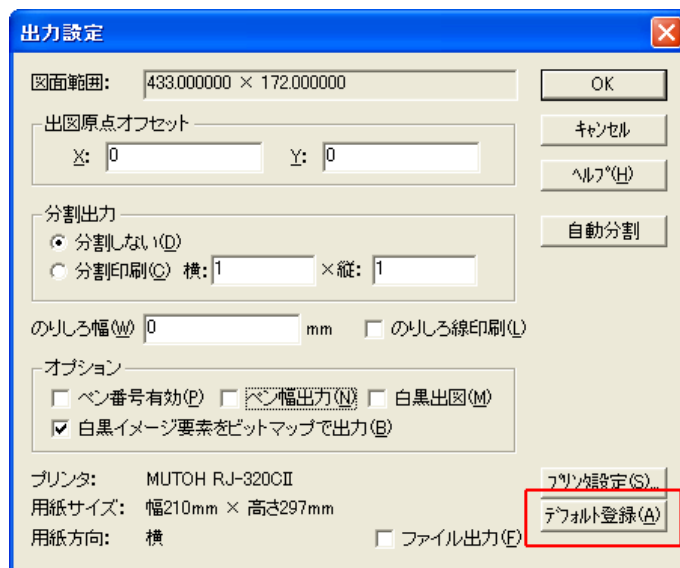 出力設定
図面範囲: 433.000000 × 172.000000
OK
出図原点オフセット
X: 0 Y: 0
キャンセル
ヘルプ(H)
分割出力
分割しない(D)
分割印刷(C) 横: 1 ×縦: 1
自動分割
のりしろ幅(W) 0 mm のりしろ線印刷(L)
オプション
ペン番号有効(P) ペン幅出力(N) 白黒出図(M)
白黒イメージ要素をビットマップで出力(B)
プリンタ: MUTOH RJ-320CII
プリンタ設定(S)...
用紙サイズ: 幅210mm × 高さ297mm
デフォルト登録(A)
用紙方向: 横 ファイル出力(F)